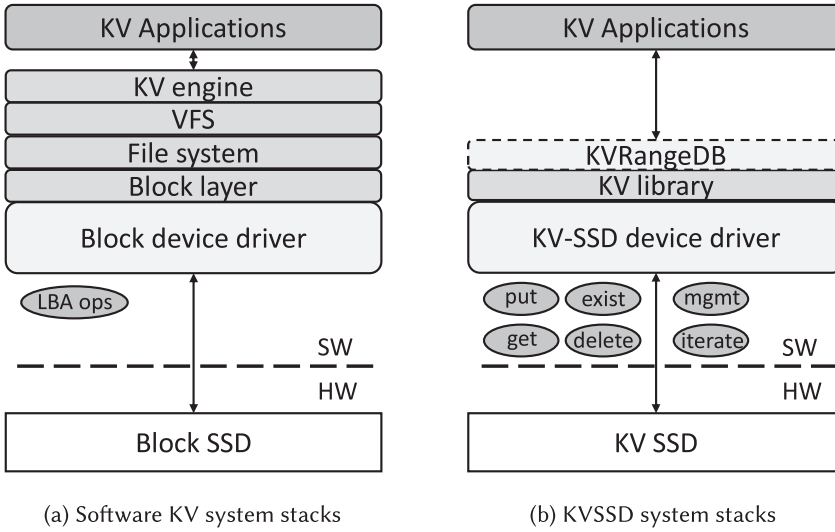 KV Applications
KV engine
VFS
File system
Block layer
Block device driver
LBA ops
SW
HW
Block SSD
(a) Software KV system stacks
KV Applications
KVRangeDB
KV library
KV-SSD device driver
put exist mgmt
get delete iterate
SW
HW
KV SSD
(b) KVSSD system stacks